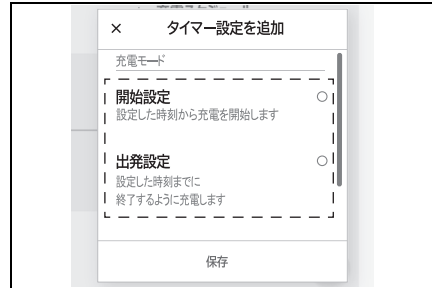 × タイマー設定を追加
充電モード
開始設定
設定した時刻から充電を開始します
出発設定
設定した時刻までに
終了するように充電します
保存